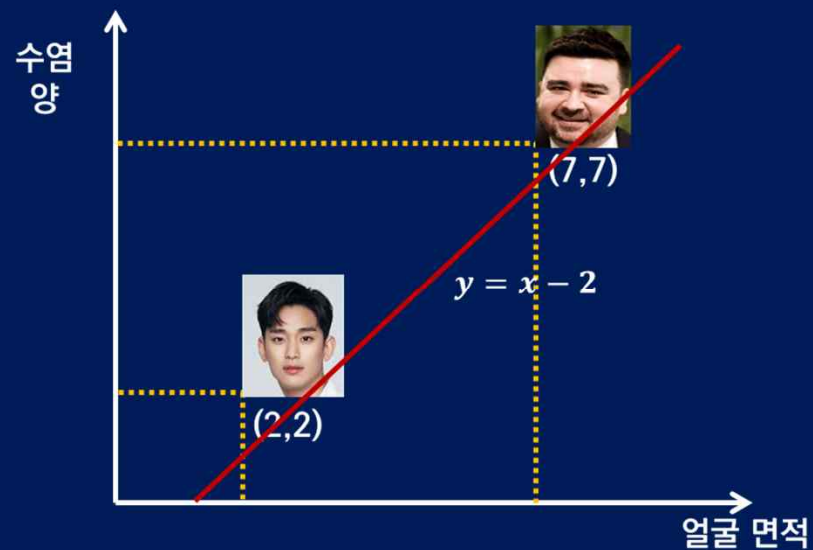 수염
양
(7,7)
y = x − 2
(2,2)
얼굴 면적